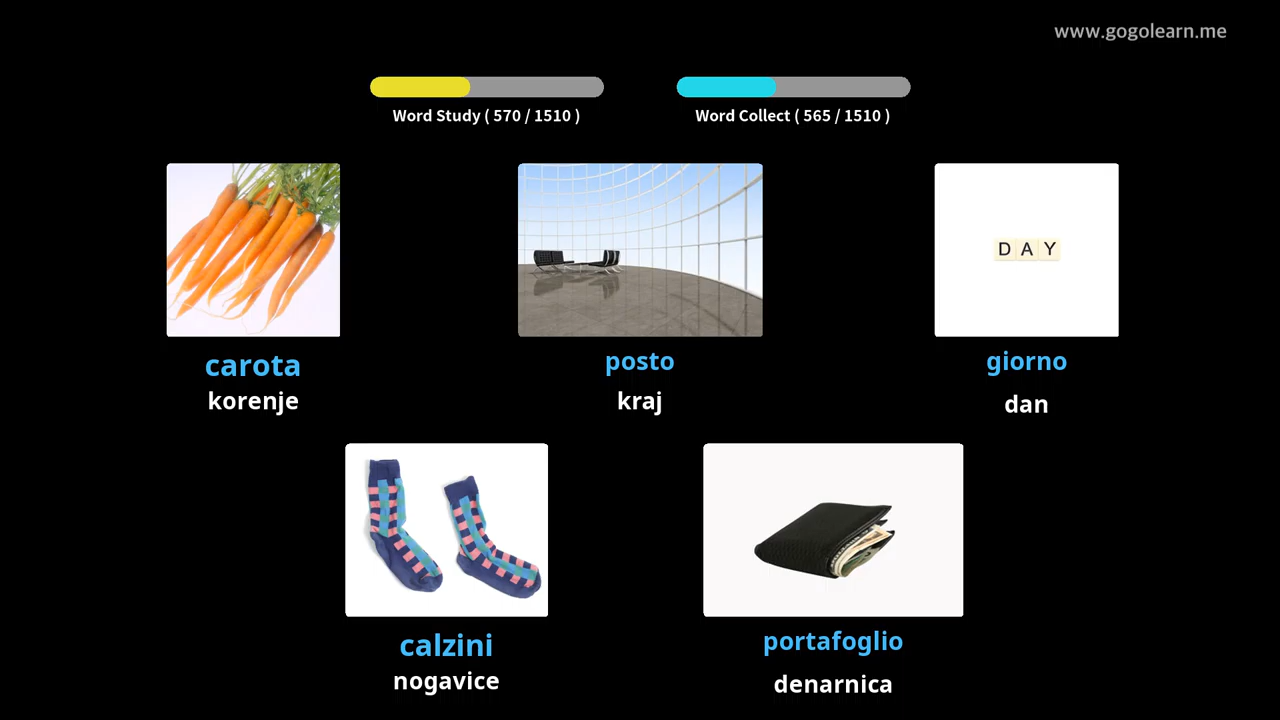 www.gogolearn.me
Word Study ( 570 / 1510 )
Word Collect ( 565 / 1510 )
DAY
carota
korenje
posto
kraj
giorno
dan
calzini
nogavice
portafoglio
denarnica